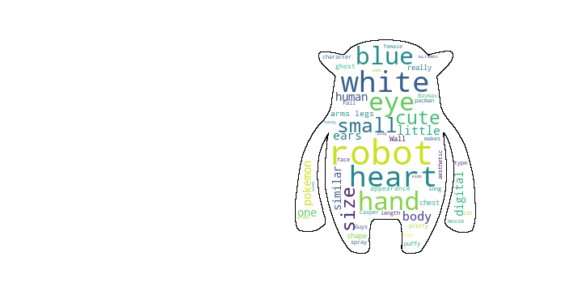 female
character
blue
ghost
really
white
human
eye
Baymax
pacman
Fall
cute
arms legs
small
little
ears
Wall
makes
robot
face
aesthetic
heart
type
pokemon
similar
appearance
long
digital
hand
size
chest
one
Casper
length
body
Guys
pretty
shape
spray
puffy
Movie